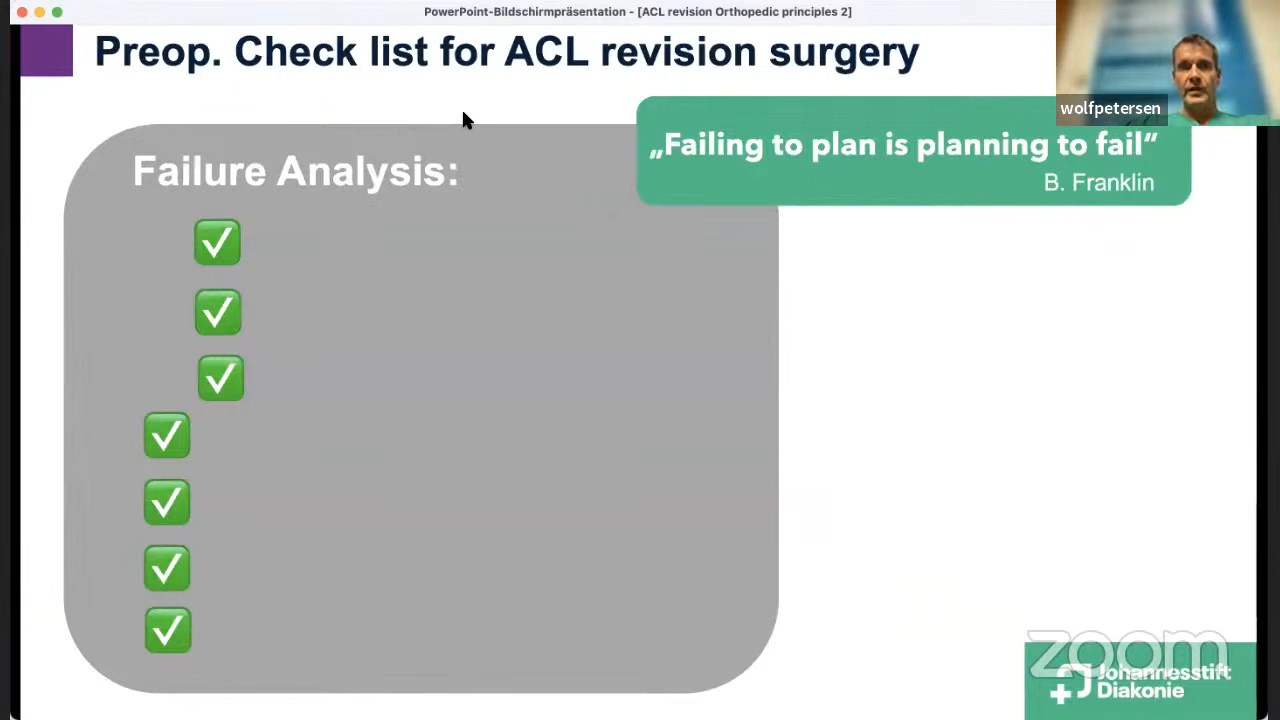 PowerPoint-Bildschirmpräsentation - [ACL revision Orthopedic principles 2]
Preop. Check list for ACL revision surgery
wolfpetersen
„Failing to plan is planning to fail“
B. Franklin
Failure Analysis:
zoom
Johannesstift
Diakonie